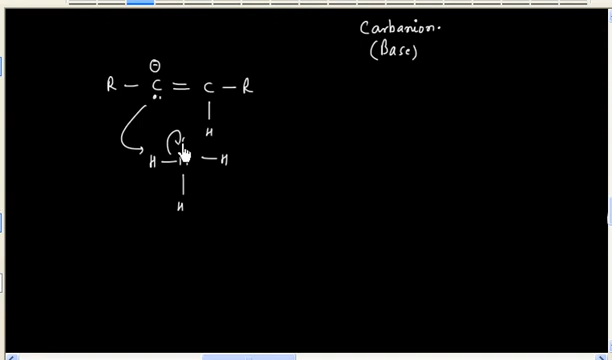 Carbanion.
(Base)
⊖
R — C = C — R
H
H — — H
H